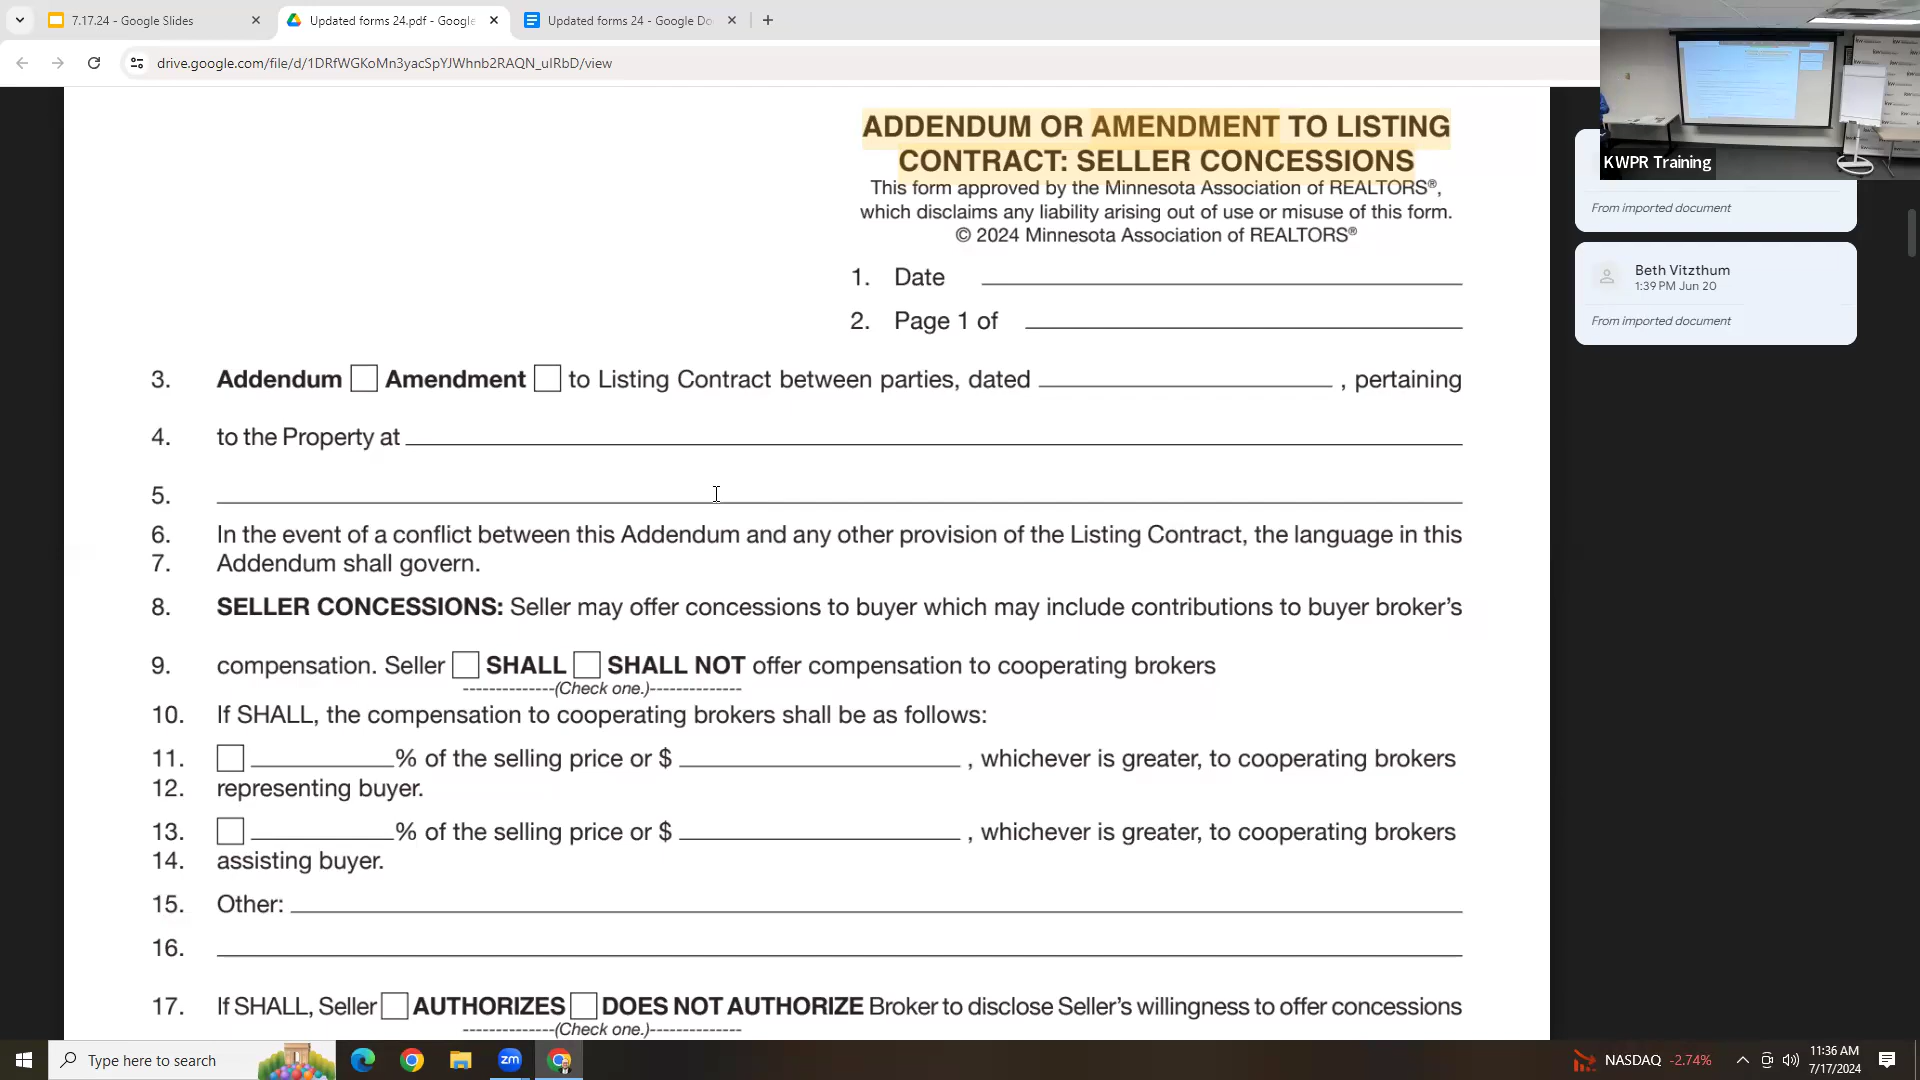 7.17.24 - Google Slides
Updated forms 24.pdf - Google
Updated forms 24 - Google Do
drive.google.com/file/d/1DRfWGKoMn3yacSpYJWhnb2RAQN_uIRbD/view
KWPR Training
From imported document
Beth Vitzthum
1:39 PM Jun 20
From imported document
ADDENDUM OR AMENDMENT TO LISTING
CONTRACT: SELLER CONCESSIONS
This form approved by the Minnesota Association of REALTORS®,
which disclaims any liability arising out of use or misuse of this form.
© 2024 Minnesota Association of REALTORS®
1. Date
2. Page 1 of
3. Addendum Amendment to Listing Contract between parties, dated , pertaining
4. to the Property at
5.
6. In the event of a conflict between this Addendum and any other provision of the Listing Contract, the language in this
7. Addendum shall govern.
8. SELLER CONCESSIONS: Seller may offer concessions to buyer which may include contributions to buyer broker's
9. compensation. Seller SHALL SHALL NOT offer compensation to cooperating brokers
--------------(Check one.)--------------
10. If SHALL, the compensation to cooperating brokers shall be as follows:
11. % of the selling price or $ , whichever is greater, to cooperating brokers
12. representing buyer.
13. % of the selling price or $ , whichever is greater, to cooperating brokers
14. assisting buyer.
15. Other:
16.
17. If SHALL, Seller AUTHORIZES DOES NOT AUTHORIZE Broker to disclose Seller's willingness to offer concessions
--------------(Check one.)--------------
Type here to search
zm
NASDAQ -2.74%
11:36 AM
7/17/2024